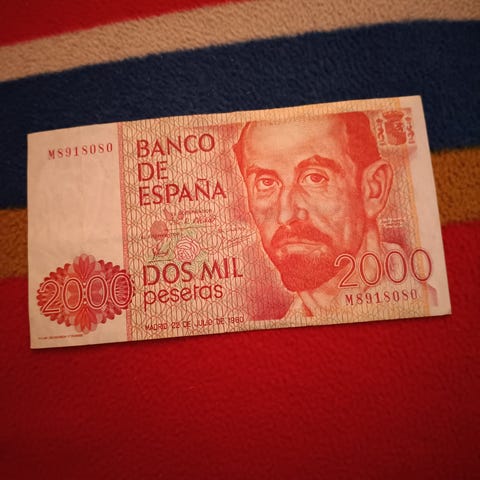 M8918080
BANCO
DE
ESPAÑA
DOS MIL
pesetas
2000
2000
M8918080
MADRID 22 DE JULIO DE 1980